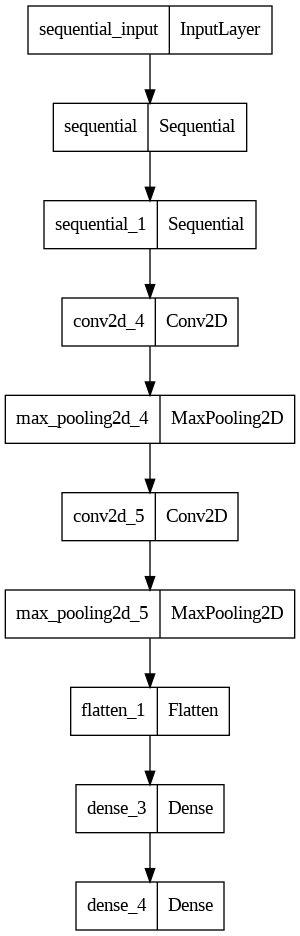 sequential_input InputLayer
sequential Sequential
sequential_1 Sequential
conv2d_4 Conv2D
max_pooling2d_4 MaxPooling2D
conv2d_5 Conv2D
max_pooling2d_5 MaxPooling2D
flatten_1 Flatten
dense_3 Dense
dense_4 Dense